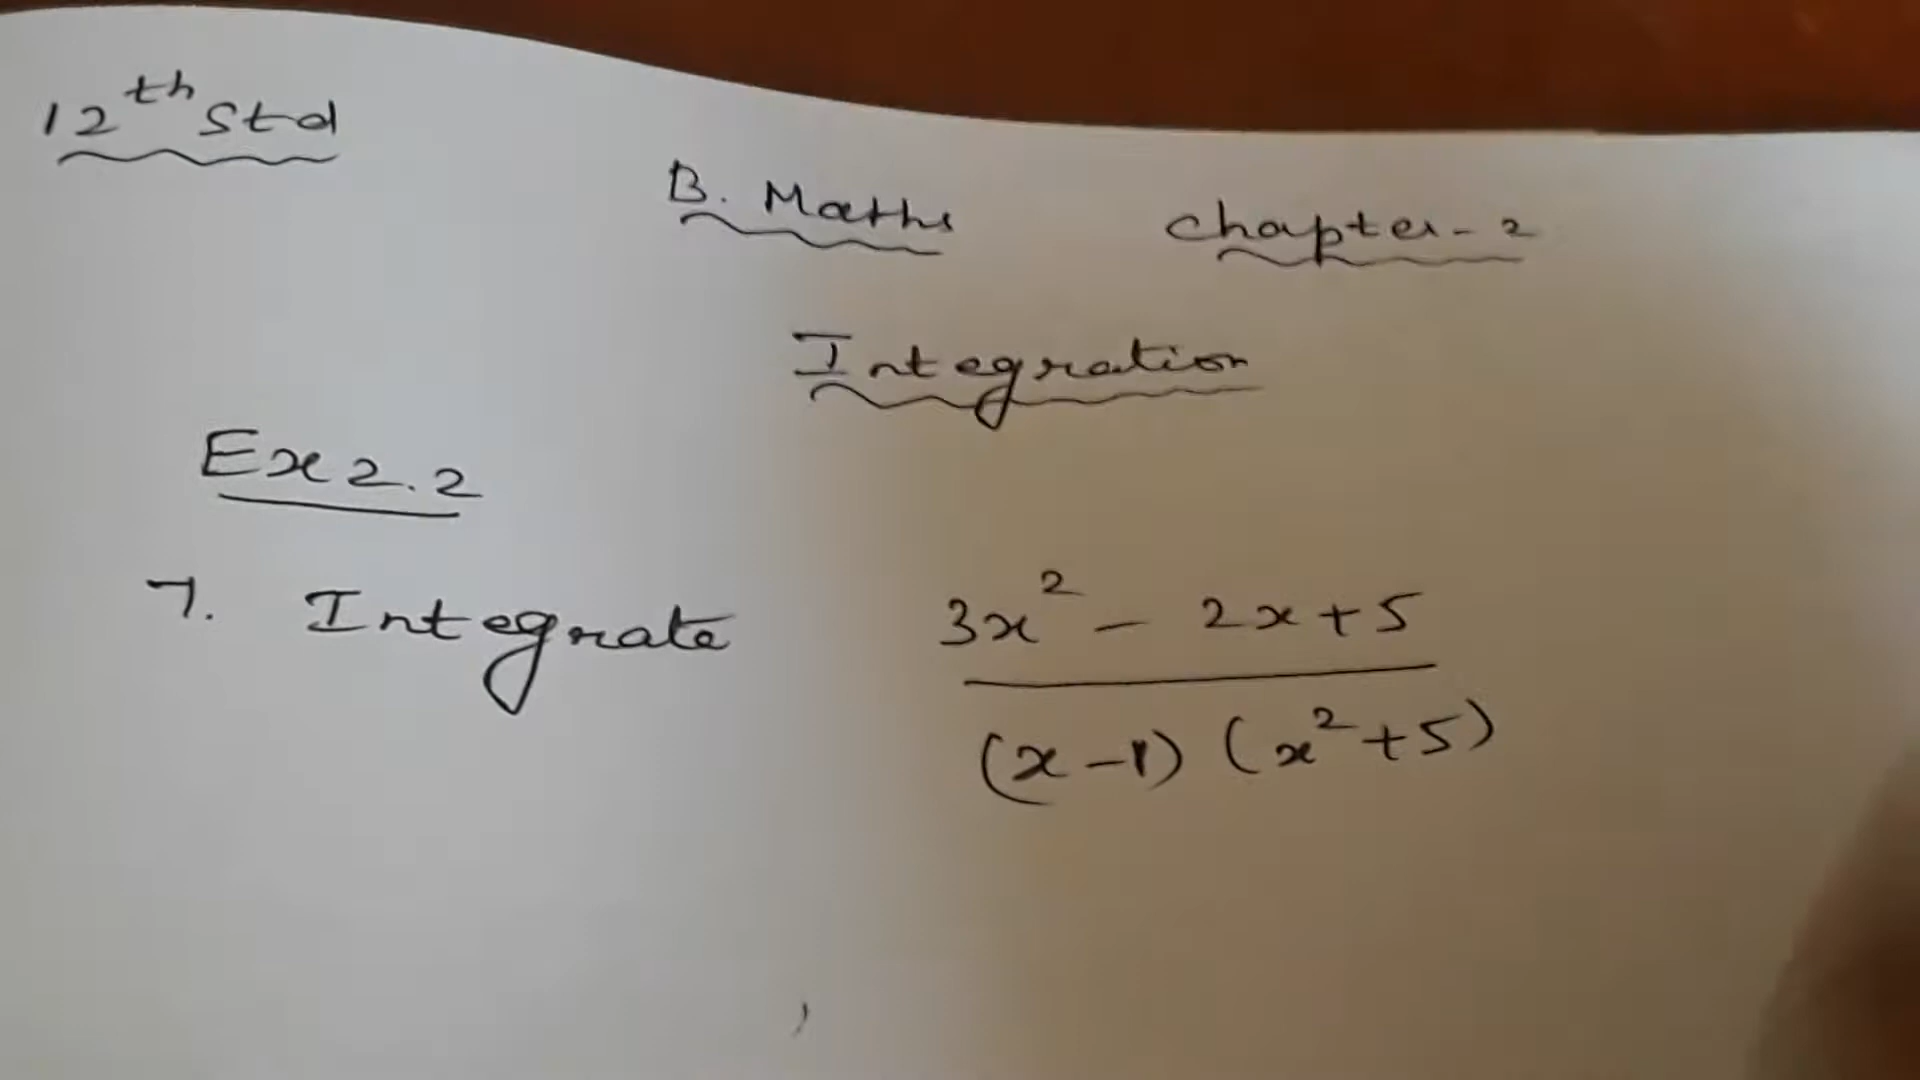 12th Std
B. Maths Chapter - 2
Integration
Ex 2.2
7. Integrate 3x² - 2x + 5
(x - 1) (x² + 5)